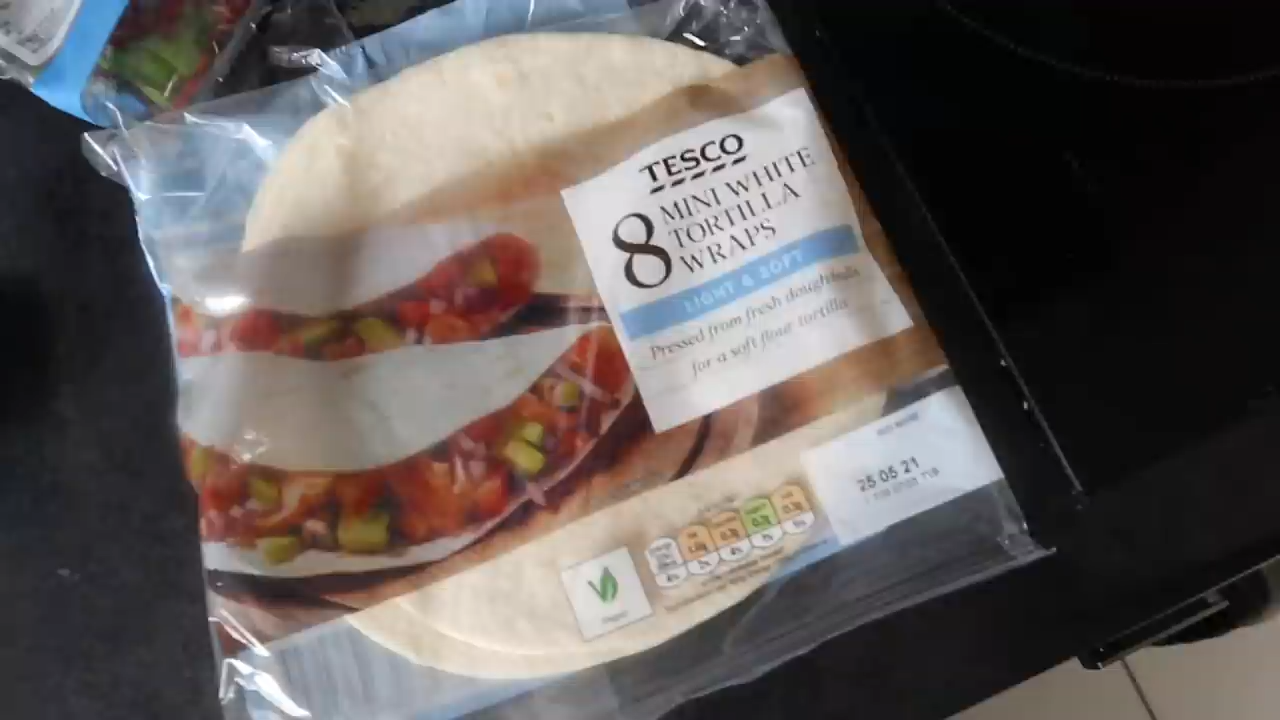 TESCO
8 MINI WHITE
TORTILLA
WRAPS
LIGHT & SOFT
Pressed from fresh doughballs
for a soft flour tortilla
25 05 21